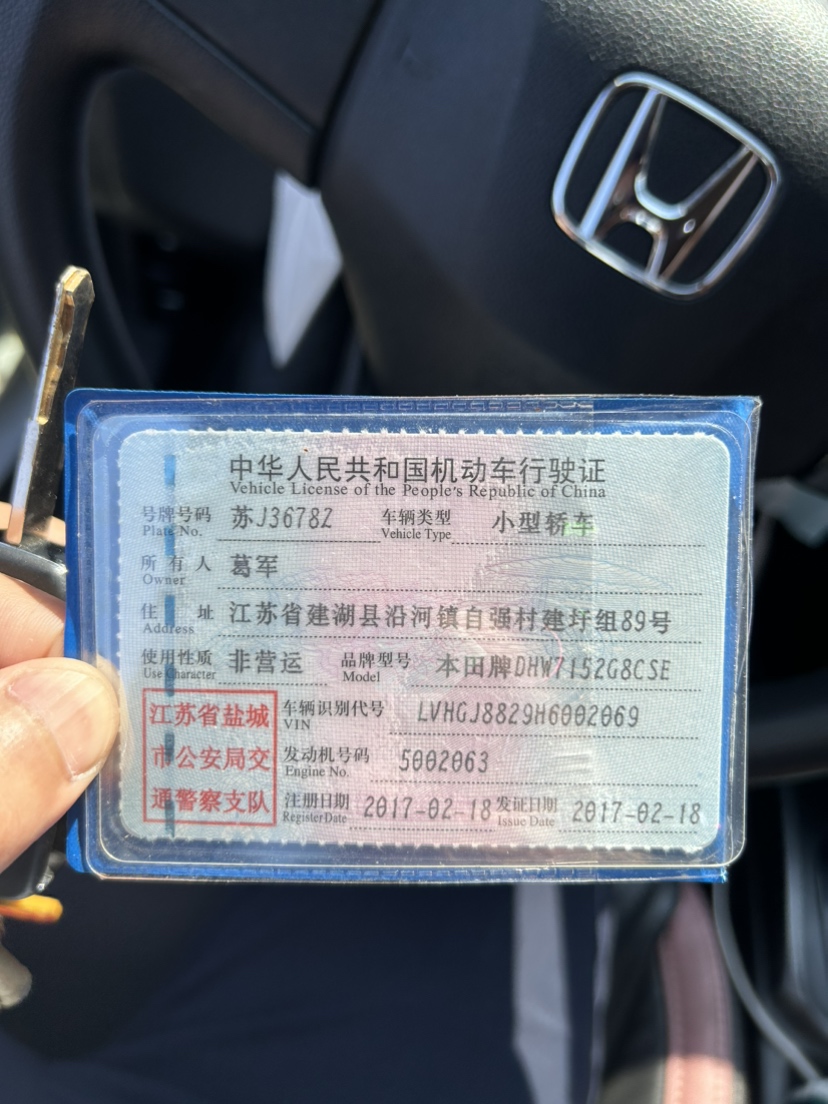 中华人民共和国机动车行驶证
Vehicle License of the People's Republic of China
号牌号码 苏J3678Z 车辆类型 小型轿车
Plate No. Vehicle Type
所有人 葛军
Owner
住址 江苏省建湖县沿河镇自强村建圩组89号
Address
使用性质 非营运 品牌型号 本田牌DHW7152G8CSE
Use Character Model
江苏省盐城
市公安局交
通警察支队
车辆识别代号 LVHGJ8829H6002069
VIN
发动机号码 5002063
Engine No.
注册日期 2017-02-18 发证日期 2017-02-18
Register Date Issue Date